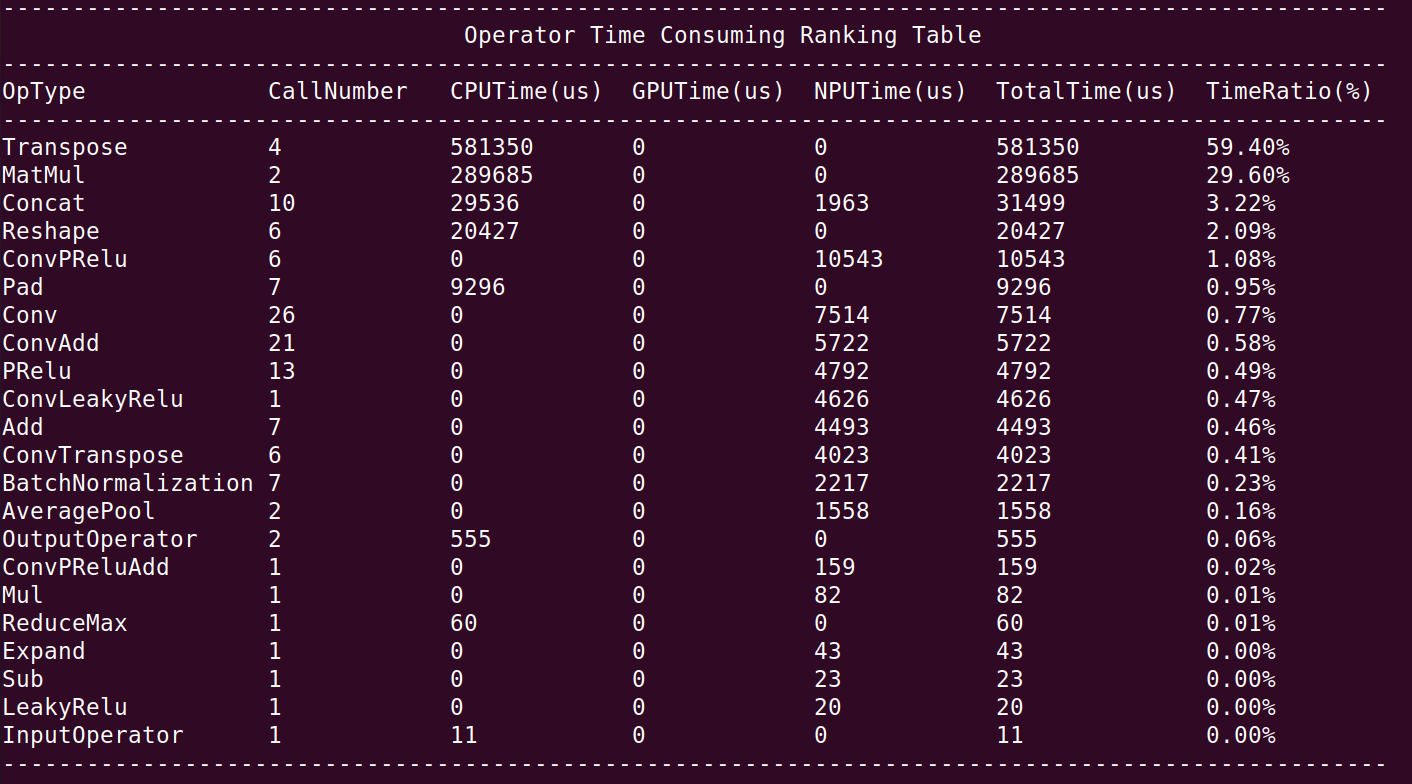 ---------------------------------------------------------------------------------------------------
Operator Time Consuming Ranking Table
---------------------------------------------------------------------------------------------------
OpType CallNumber CPUTime(us) GPUTime(us) NPUTime(us) TotalTime(us) TimeRatio(%)
---------------------------------------------------------------------------------------------------
Transpose 4 581350 0 0 581350 59.40%
MatMul 2 289685 0 0 289685 29.60%
Concat 10 29536 0 1963 31499 3.22%
Reshape 6 20427 0 0 20427 2.09%
ConvPRelu 6 0 0 10543 10543 1.08%
Pad 7 9296 0 0 9296 0.95%
Conv 26 0 0 7514 7514 0.77%
ConvAdd 21 0 0 5722 5722 0.58%
PRelu 13 0 0 4792 4792 0.49%
ConvLeakyRelu 1 0 0 4626 4626 0.47%
Add 7 0 0 4493 4493 0.46%
ConvTranspose 6 0 0 4023 4023 0.41%
BatchNormalization 7 0 0 2217 2217 0.23%
AveragePool 2 0 0 1558 1558 0.16%
OutputOperator 2 555 0 0 555 0.06%
ConvPReluAdd 1 0 0 159 159 0.02%
Mul 1 0 0 82 82 0.01%
ReduceMax 1 60 0 0 60 0.01%
Expand 1 0 0 43 43 0.00%
Sub 1 0 0 23 23 0.00%
LeakyRelu 1 0 0 20 20 0.00%
InputOperator 1 11 0 0 11 0.00%
---------------------------------------------------------------------------------------------------